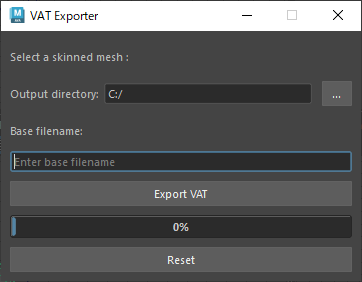 VAT Exporter
Select a skinned mesh :
Output directory: C:/ ...
Base filename:
Enter base filename
Export VAT
0%
Reset